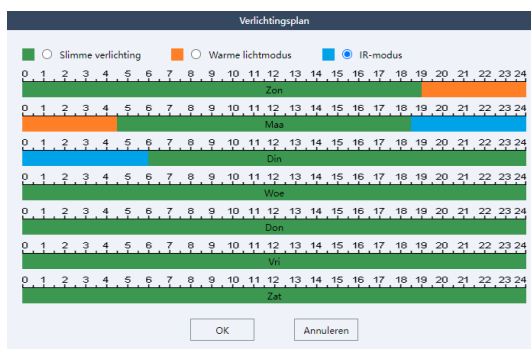 Verlichtingsplan
Slimme verlichting Warme lichtmodus IR-modus
0 1 2 3 4 5 6 7 8 9 10 11 12 13 14 15 16 17 18 19 20 21 22 23 24
Zon
0 1 2 3 4 5 6 7 8 9 10 11 12 13 14 15 16 17 18 19 20 21 22 23 24
Maa
0 1 2 3 4 5 6 7 8 9 10 11 12 13 14 15 16 17 18 19 20 21 22 23 24
Din
0 1 2 3 4 5 6 7 8 9 10 11 12 13 14 15 16 17 18 19 20 21 22 23 24
Woe
0 1 2 3 4 5 6 7 8 9 10 11 12 13 14 15 16 17 18 19 20 21 22 23 24
Don
0 1 2 3 4 5 6 7 8 9 10 11 12 13 14 15 16 17 18 19 20 21 22 23 24
Vri
0 1 2 3 4 5 6 7 8 9 10 11 12 13 14 15 16 17 18 19 20 21 22 23 24
Zat
OK Annuleren